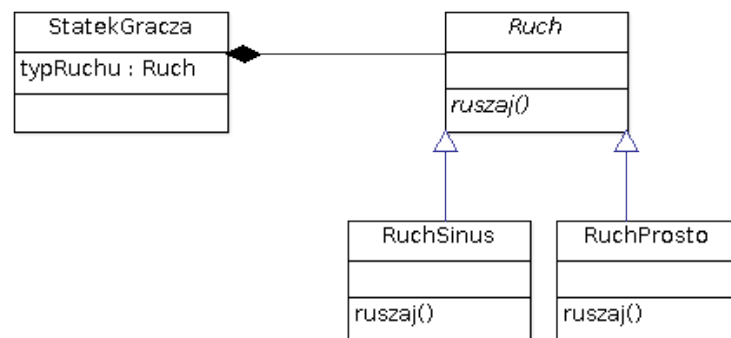 StatekGracza
typRuchu : Ruch
Ruch
ruszaj()
RuchSinus
ruszaj()
RuchProsto
ruszaj()